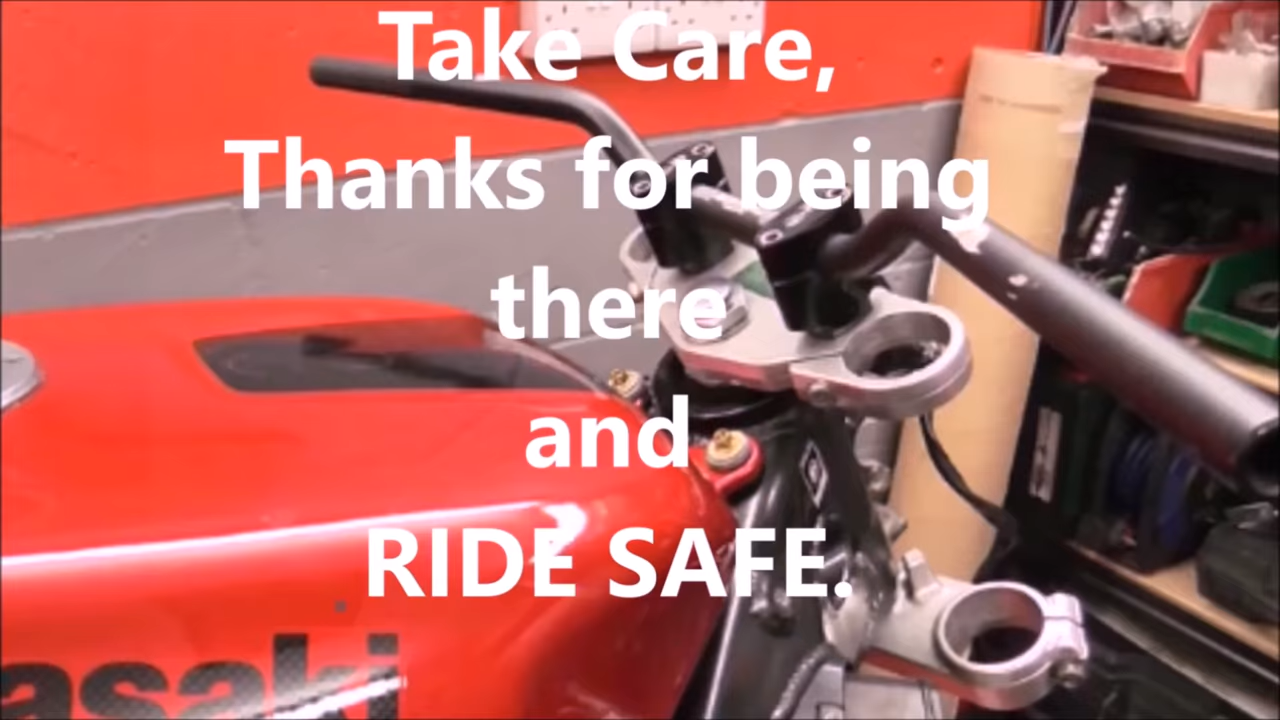 Take Care,
Thanks for being
there
and
RIDE SAFE.
asaki